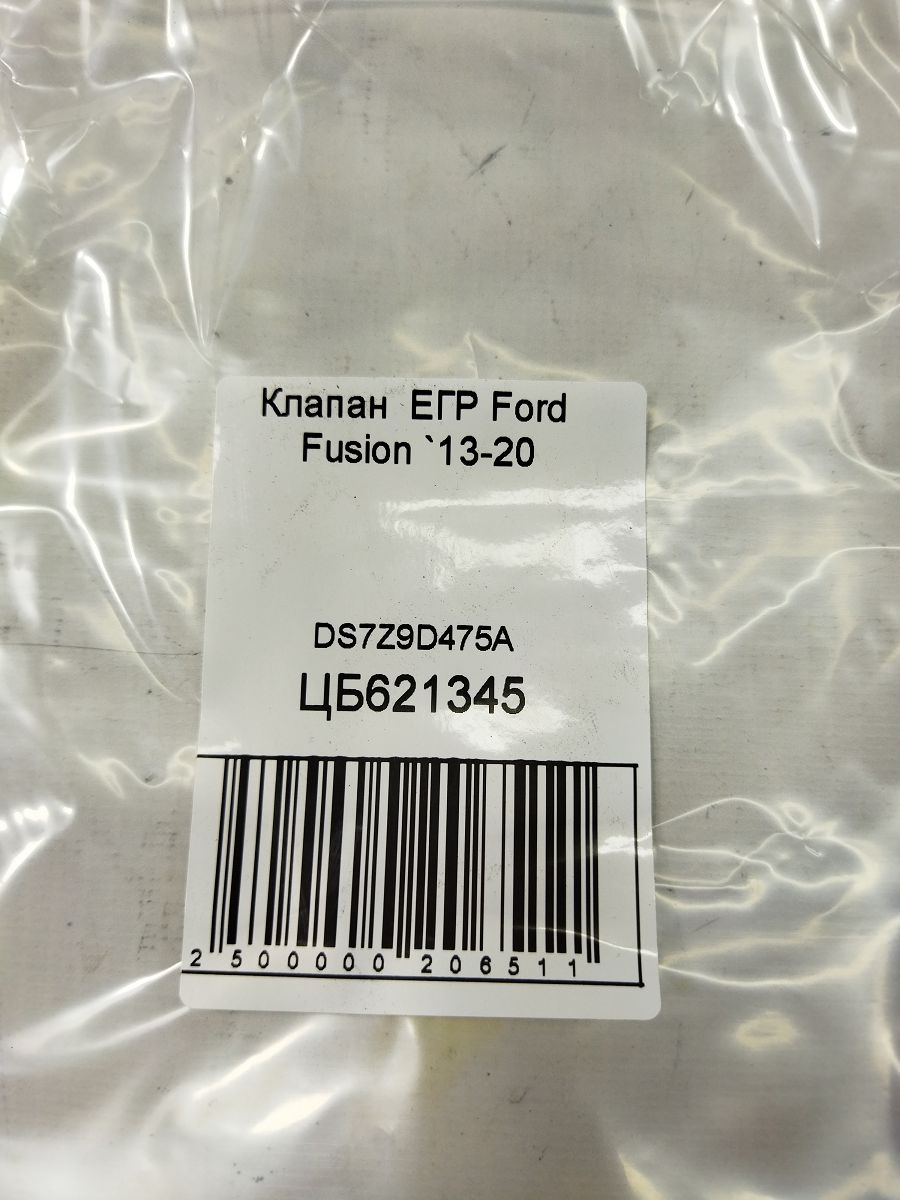 Клапан ЕГР Ford
Fusion `13-20
DS7Z9D475A
ЦБ621345
2 500000 206511